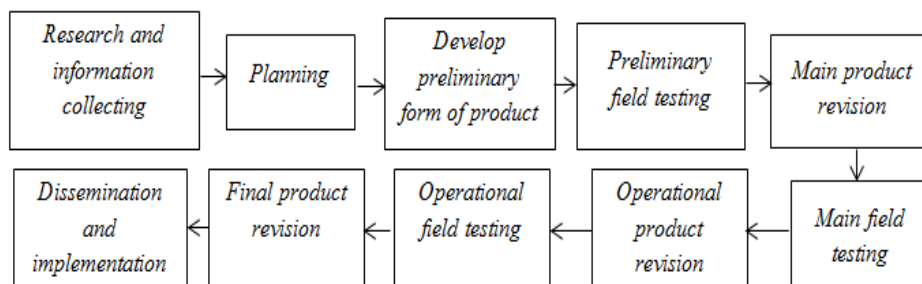 Research and
information
collecting
Planning
Develop
preliminary
form of product
Preliminary
field testing
Main product
revision
Main field
testing
Operational
product
revision
Operational
field testing
Final product
revision
Dissemination
and
implementation